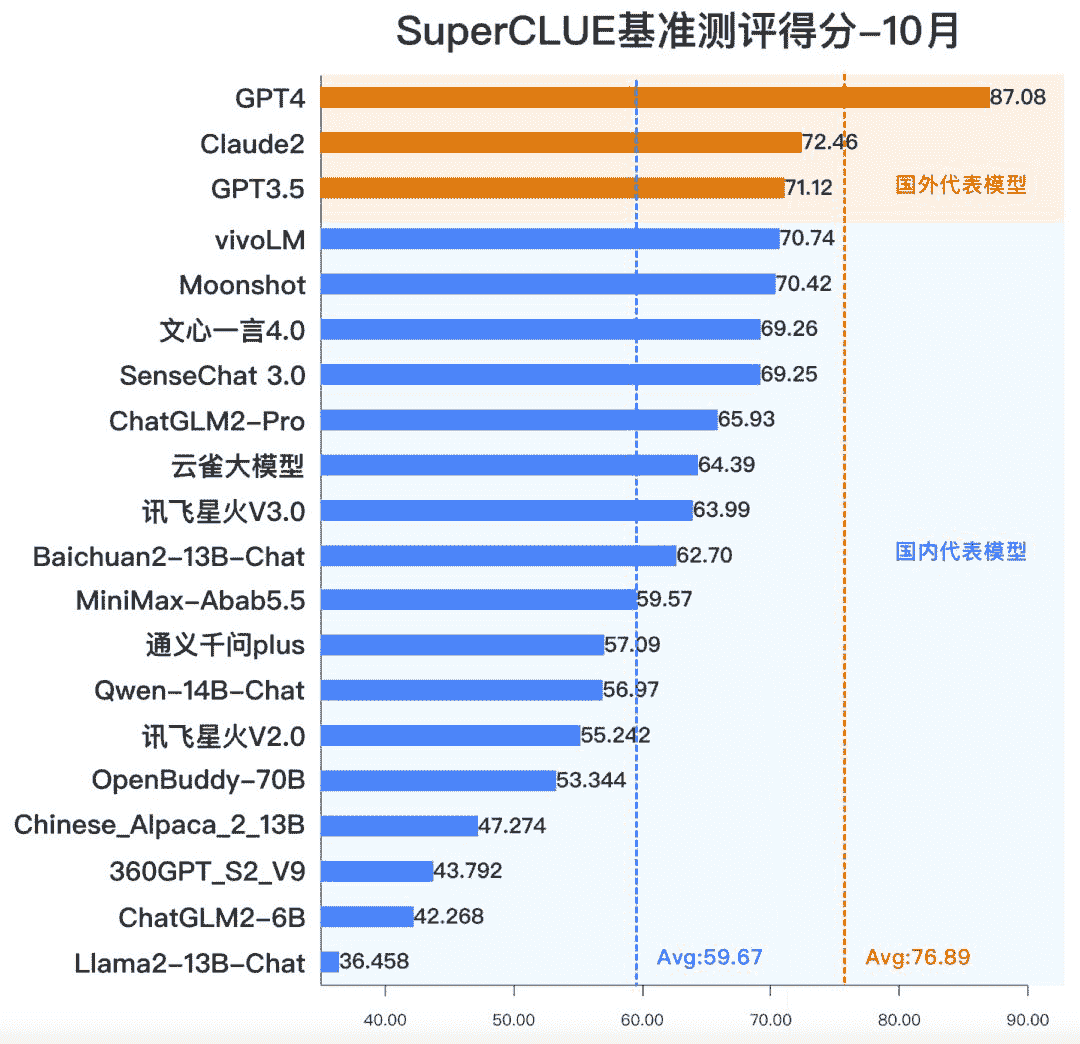 SuperCLUE基准测评得分-10月
GPT4 87.08
Claude2 72.46
GPT3.5 71.12
国外代表模型
vivoLM 70.74
Moonshot 70.42
文心一言4.0 69.26
SenseChat 3.0 69.25
ChatGLM2-Pro 65.93
云雀大模型 64.39
讯飞星火V3.0 63.99
Baichuan2-13B-Chat 62.70
国内代表模型
MiniMax-Abab5.5 59.57
通义千问plus 57.09
Qwen-14B-Chat 56.97
讯飞星火V2.0 55.242
OpenBuddy-70B 53.344
Chinese_Alpaca_2_13B 47.274
360GPT_S2_V9 43.792
ChatGLM2-6B 42.268
Llama2-13B-Chat 36.458
Avg:59.67 Avg:76.89
40.00 50.00 60.00 70.00 80.00 90.00